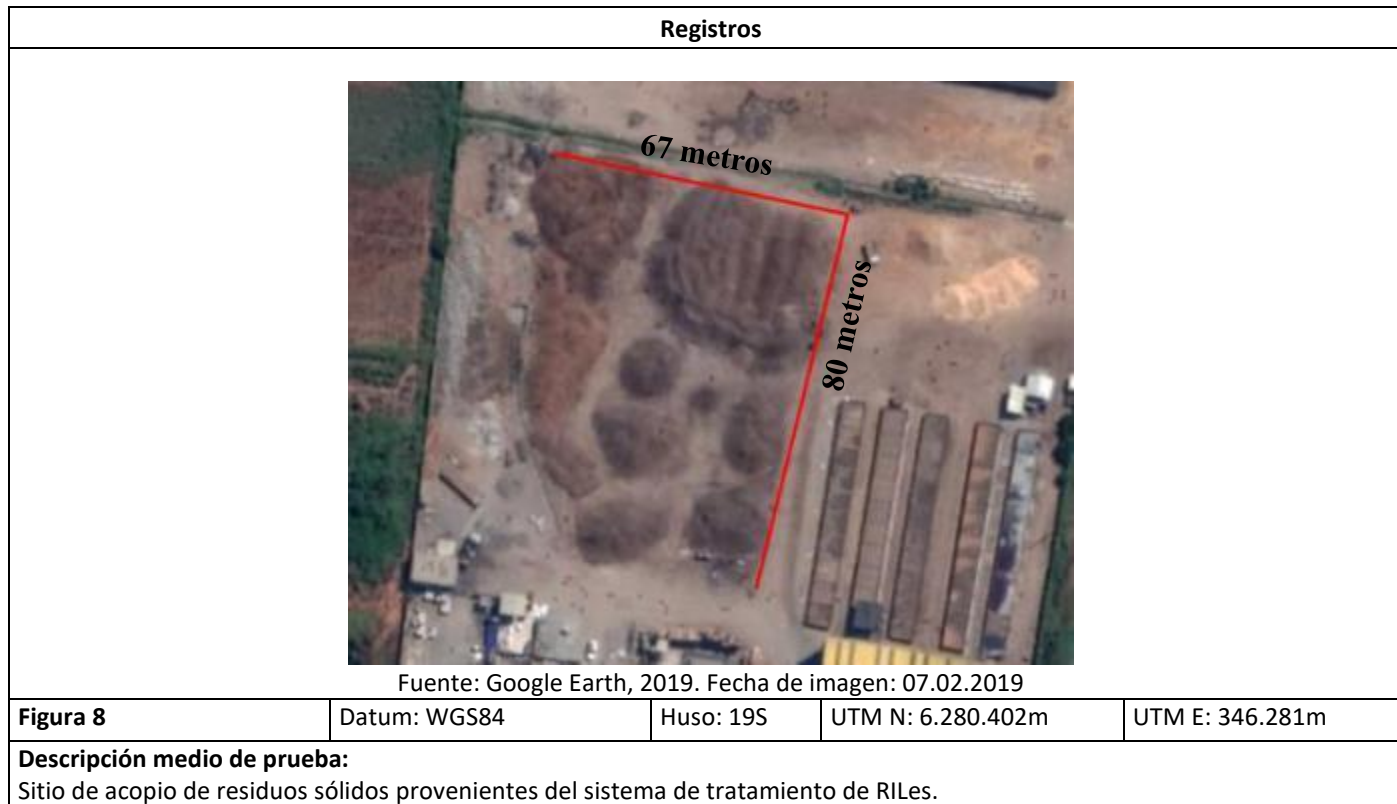 Registros
67 metros
80 metros
Fuente: Google Earth, 2019. Fecha de imagen: 07.02.2019
Figura 8 Datum: WGS84 Huso: 19S UTM N: 6.280.402m UTM E: 346.281m
Descripción medio de prueba:
Sitio de acopio de residuos sólidos provenientes del sistema de tratamiento de RILes.